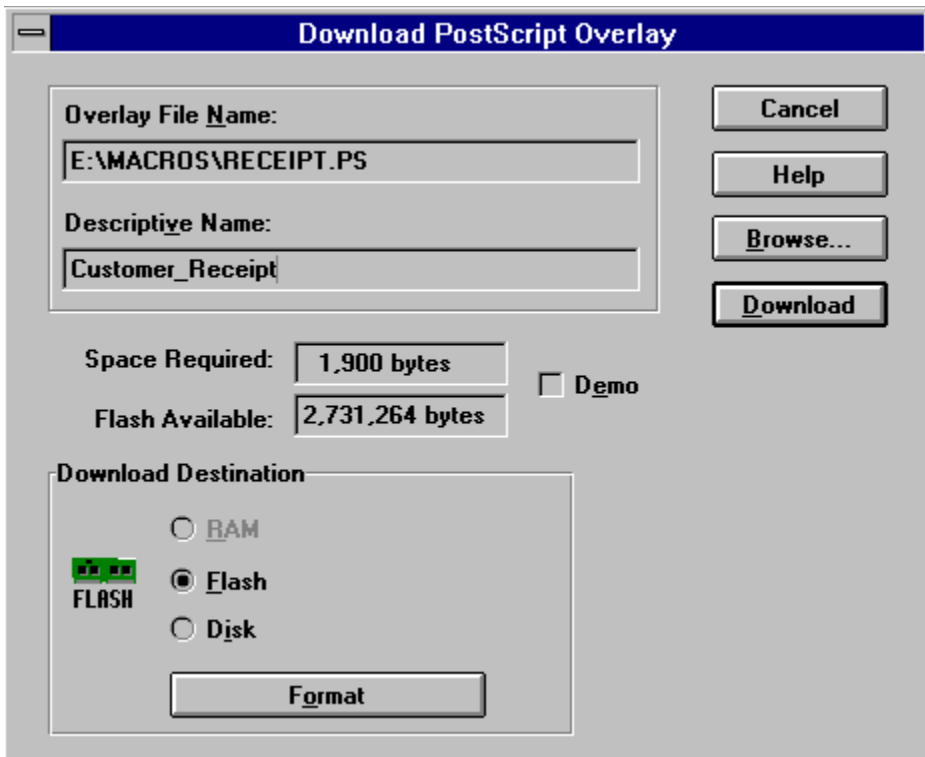 Download PostScript Overlay
Overlay File Name:
E:\MACROS\RECEIPT.PS
Descriptive Name:
Customer_Receipt
Cancel
Help
Browse...
Download
Space Required:
1,900 bytes
Flash Available:
2,731,264 bytes
Demo
Download Destination
RAM
FLASH
Flash
Disk
Format